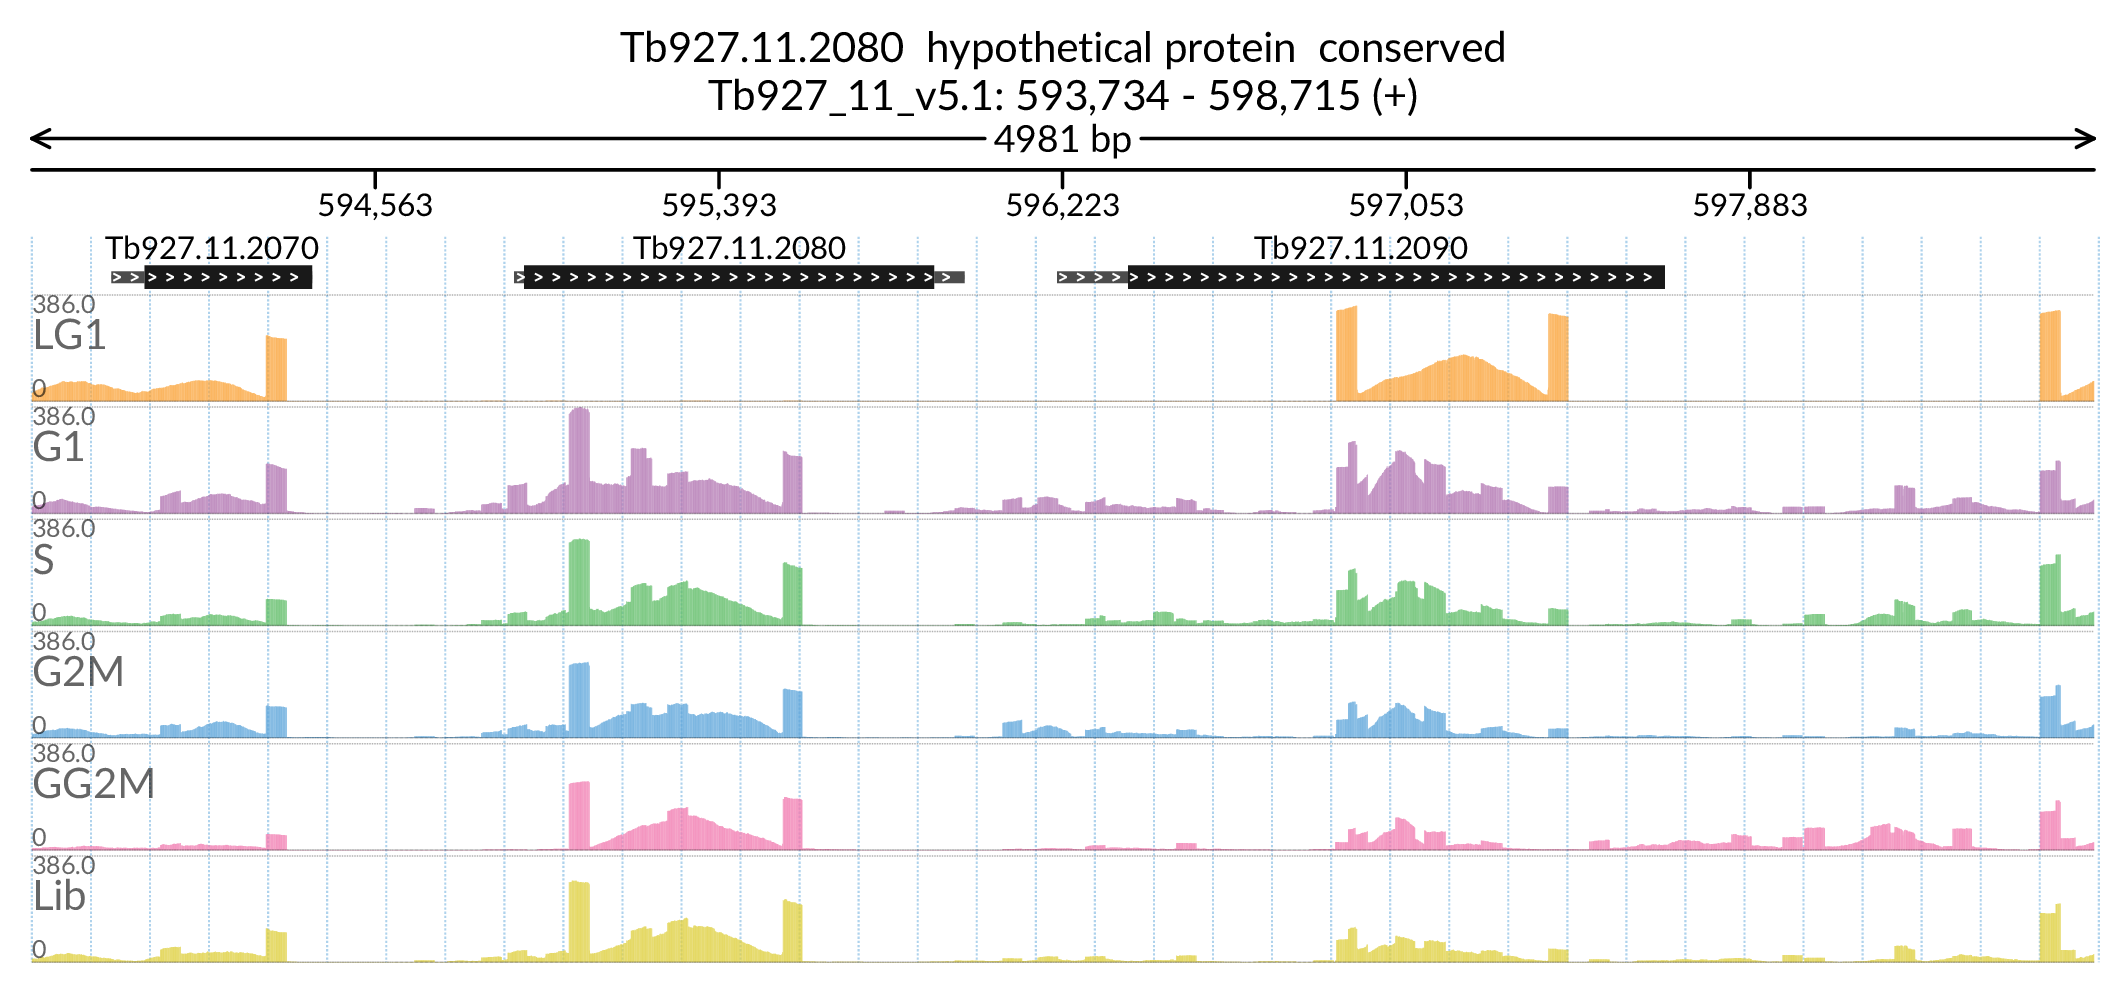 Tb927.11.2080 hypothetical protein conserved
Tb927_11_v5.1: 593,734 - 598,715 (+)
4981 bp
594,563 595,393 596,223 597,053 597,883
Tb927.11.2070 Tb927.11.2080 Tb927.11.2090
386.0
LG1
0
386.0
G1
0
386.0
S
0
386.0
G2M
0
386.0
GG2M
0
386.0
Lib
0